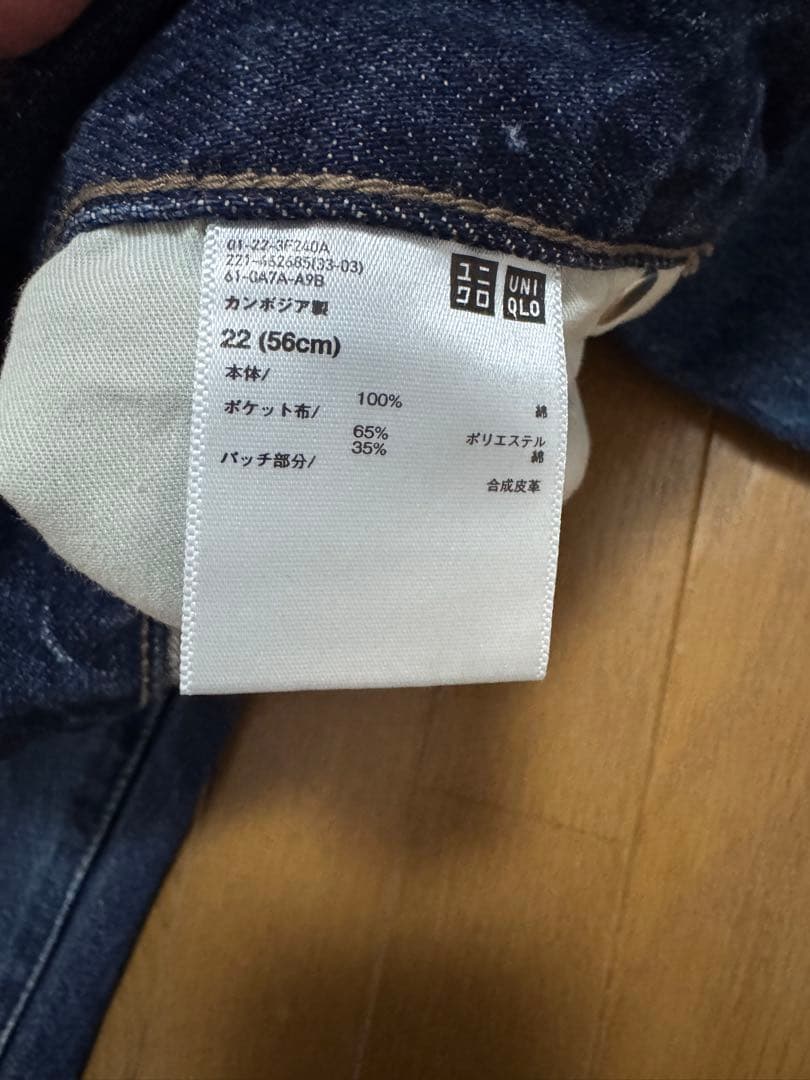 01-22-3F240A
221-462685(33-03)
61-GA7A-A9B
ユニクロ
UNIQLO
カンボジア製
22 (56cm)
本体/
100% 綿
ポケット布/
65% ポリエステル
35% 綿
パッチ部分/
合成皮革